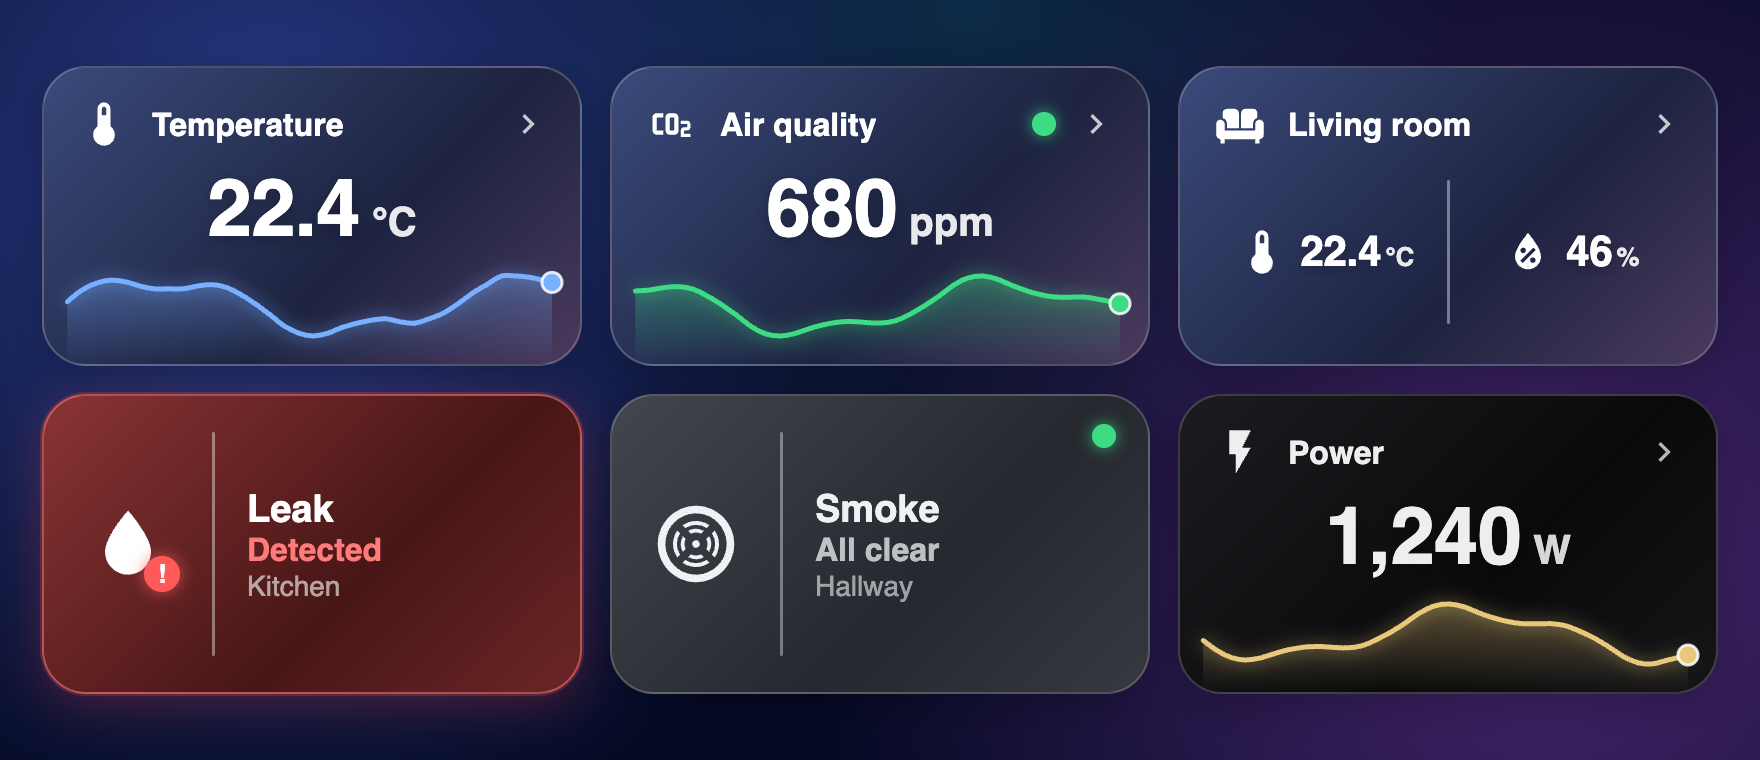 Temperature
22.4 °C
CO₂ Air quality
680 ppm
Living room
22.4 °C
46 %
Leak
Detected
Kitchen
!
Smoke
All clear
Hallway
Power
1,240 W